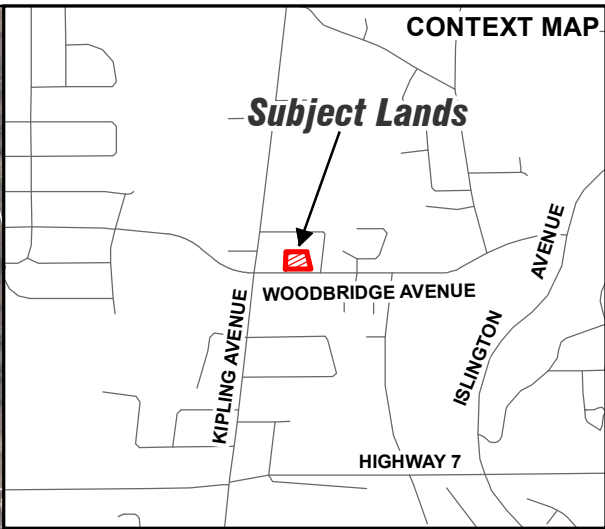 CONTEXT MAP
Subject Lands
WOODBRIDGE AVENUE
KIPLING AVENUE
ISLINGTON
AVENUE
HIGHWAY 7